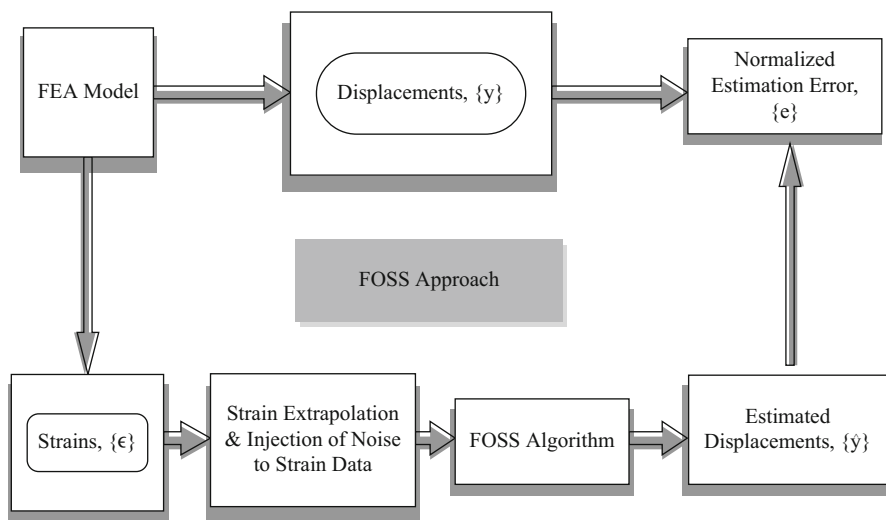 FEA Model
Displacements, {y}
Normalized
Estimation Error,
{e}
FOSS Approach
Strains, {ϵ}
Strain Extrapolation
& Injection of Noise
to Strain Data
FOSS Algorithm
Estimated
Displacements, {ŷ}